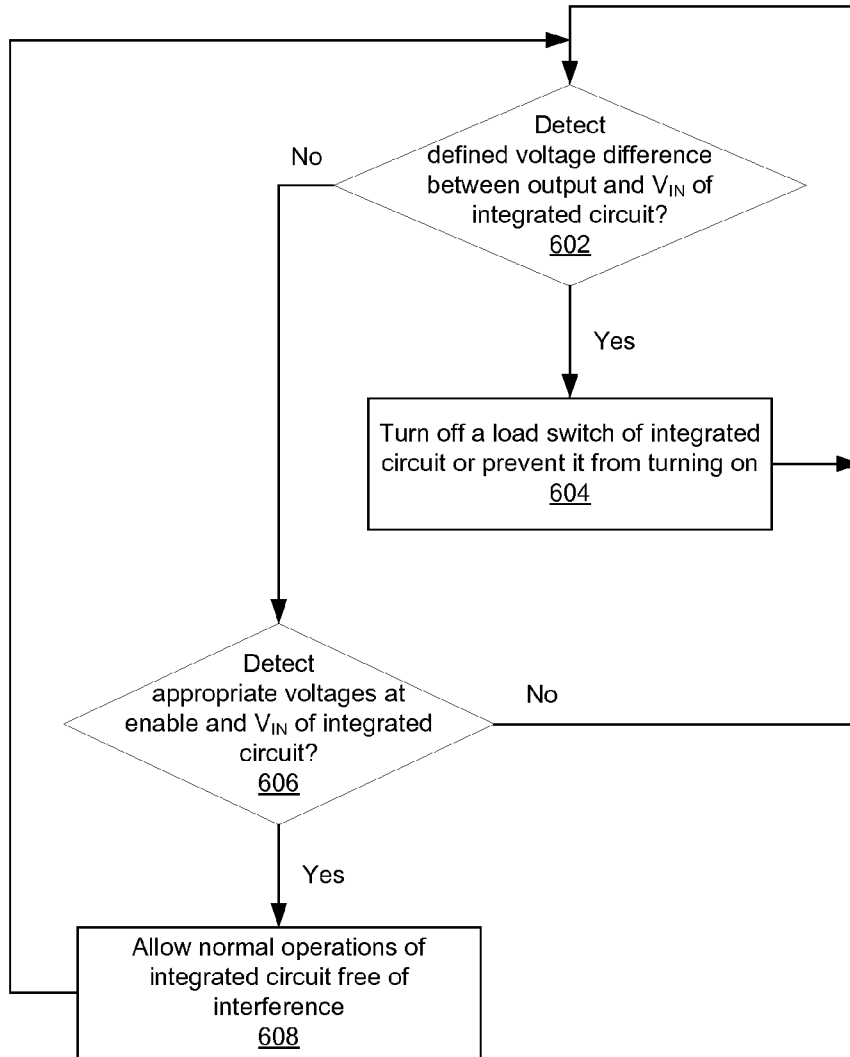 Detect
defined voltage difference
between output and VIN of
integrated circuit?
602
No
Yes
Turn off a load switch of integrated
circuit or prevent it from turning on
604
Detect
appropriate voltages at
enable and VIN of integrated
circuit?
606
No
Yes
Allow normal operations of
integrated circuit free of
interference
608